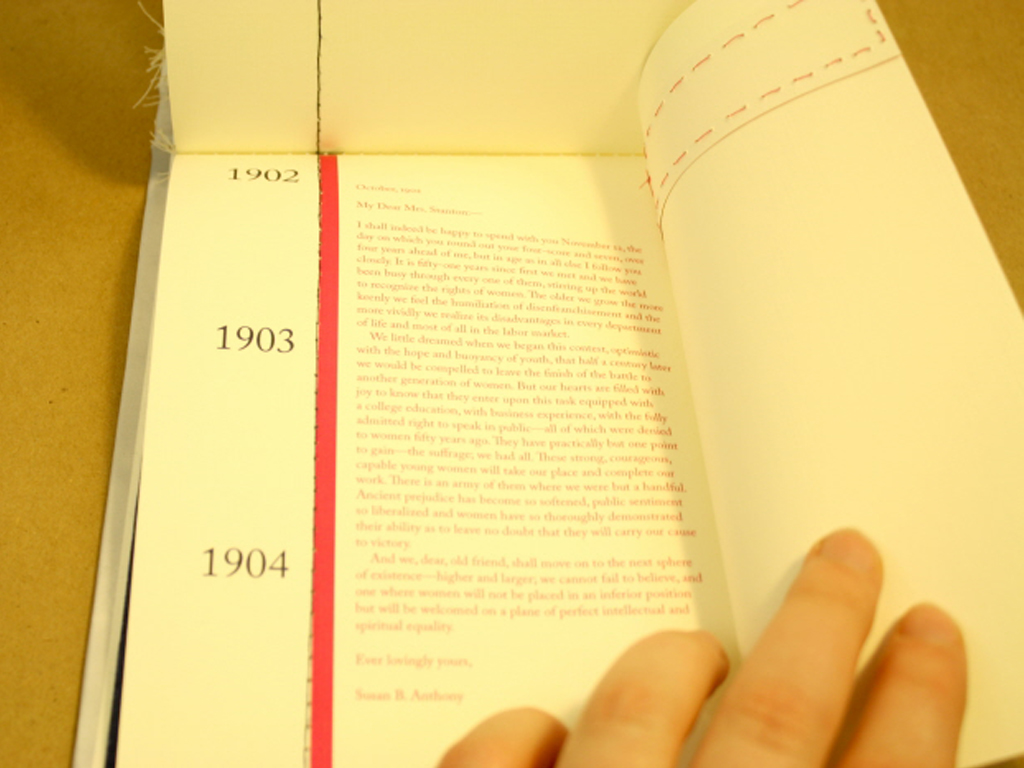 1902
October, 1902
My Dear Mrs. Stanton:—
I shall indeed be happy to spend with you November 12, the
day on which you round out your four-score and seven, over
four years ahead of me, but in age as in all else I follow you
closely. It is fifty-one years since first we met and we have
been busy through every one of them, stirring up the world
to recognize the rights of women. The older we grow the more
keenly we feel the humiliation of disenfranchisement and the
more vividly we realize its disadvantages in every department
of life and most of all in the labor market.
1903
We little dreamed when we began this contest, optimistic
with the hope and buoyancy of youth, that half a century later
we would be compelled to leave the finish of the battle to
another generation of women. But our hearts are filled with
joy to know that they enter upon this task equipped with
a college education, with business experience, with the fully
admitted right to speak in public—all of which were denied
to women fifty years ago. They have practically but one point
to gain—the suffrage; we had all. These strong, courageous,
capable young women will take our place and complete our
work. There is an army of them where we were but a handful.
Ancient prejudice has become so softened, public sentiment
so liberalized and women have so thoroughly demonstrated
their ability as to leave no doubt that they will carry our cause
to victory.
1904
And we, dear, old friend, shall move on to the next sphere
of existence—higher and larger, we cannot fail to believe, and
one where women will not be placed in an inferior position
but will be welcomed on a plane of perfect intellectual and
spiritual equality.
Ever lovingly yours,
Susan B. Anthony